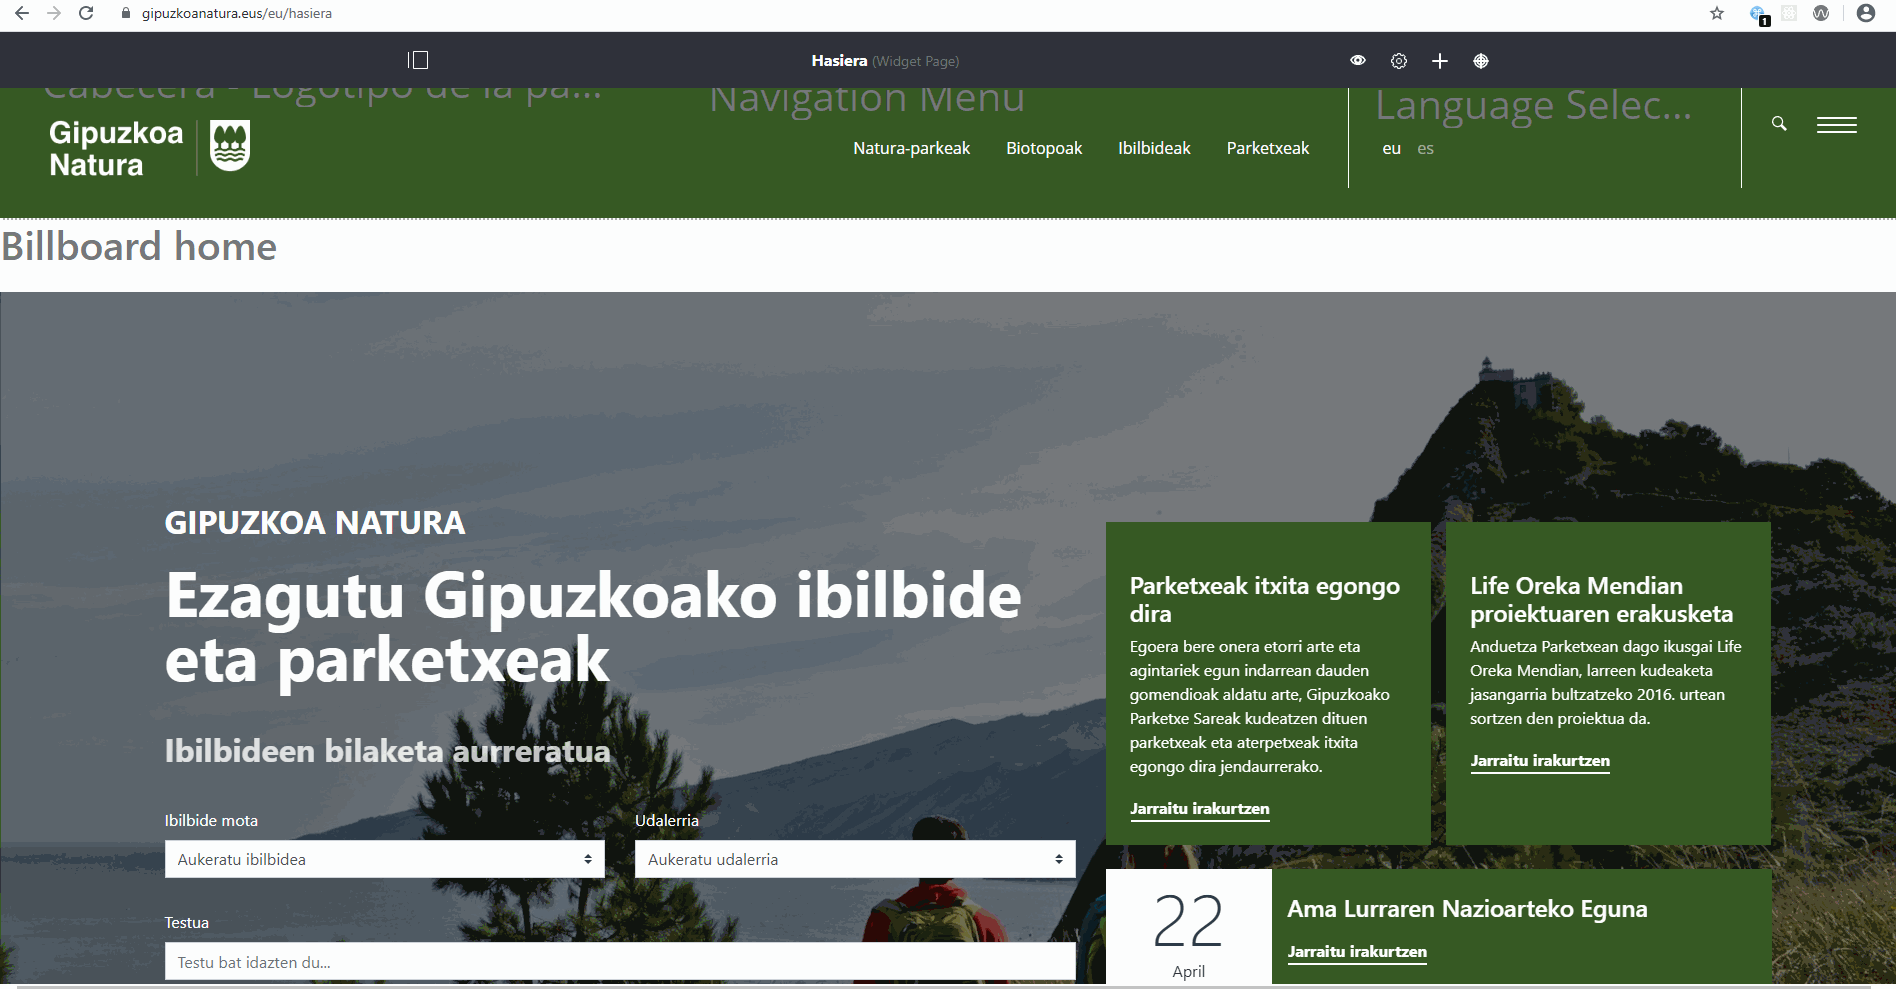 gipuzkoanatura.eus/eu/hasiera
1
Hasiera (Widget Page)
Cabecera - Logotipo de la pa...
Navigation Menu
Language Selec...
Gipuzkoa
Natura
Natura-parkeak
Biotopoak
Ibilbideak
Parketxeak
eu
es
Billboard home
GIPUZKOA NATURA
Ezagutu Gipuzkoako ibilbide
eta parketxeak
Ibilbideen bilaketa aurreratua
Ibilbide mota
Udalerria
Aukeratu ibilbidea
Aukeratu udalerria
Testua
Testu bat idazten du...
Parketxeak itxita egongo
dira
Egoera bere onera etorri arte eta
agintariek egun indarrean dauden
gomendioak aldatu arte, Gipuzkoako
Parketxe Sareak kudeatzen dituen
parketxeak eta aterpetxeak itxita
egongo dira jendaurrerako.
Jarraitu irakurtzen
Life Oreka Mendian
proiektuaren erakusketa
Anduetza Parketxean dago ikusgai Life
Oreka Mendian, larreen kudeaketa
jasangarria bultzatzeko 2016. urtean
sortzen den proiektua da.
Jarraitu irakurtzen
22
April
Ama Lurraren Nazioarteko Eguna
Jarraitu irakurtzen